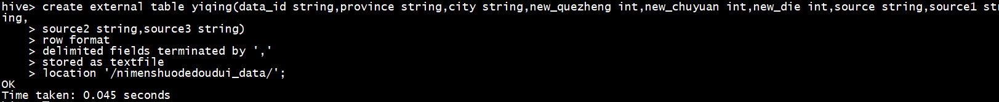 hive> create external table yiqing(data_id string,province string,city string,new_quezheng int,new_chuyuan int,new_die int,source string,source1 str
ing,
    > source2 string,source3 string)
    > row format
    > delimited fields terminated by ','
    > stored as textfile
    > location '/nimenshuodedoudui_data/';
OK
Time taken: 0.045 seconds